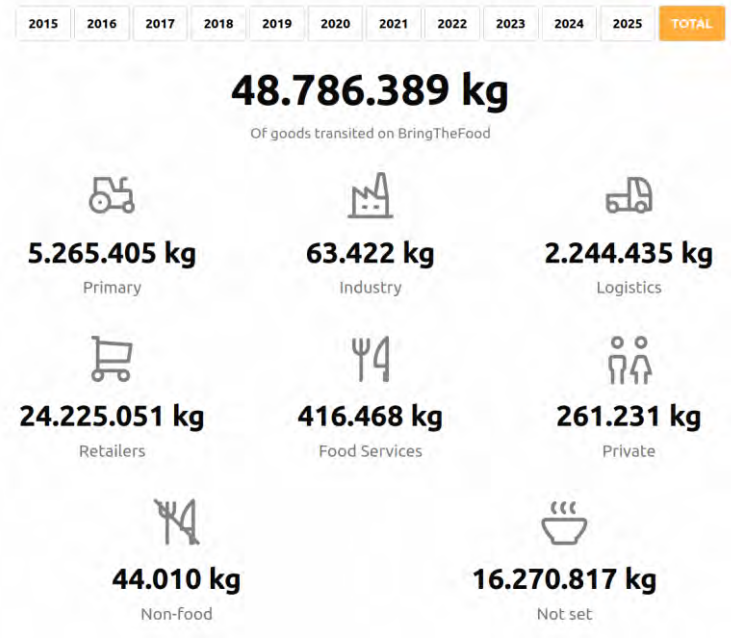 2015 2016 2017 2018 2019 2020 2021 2022 2023 2024 2025 TOTAL
48.786.389 kg
Of goods transited on BringTheFood
5.265.405 kg 63.422 kg 2.244.435 kg
Primary Industry Logistics
24.225.051 kg 416.468 kg 261.231 kg
Retailers Food Services Private
44.010 kg 16.270.817 kg
Non-food Not set